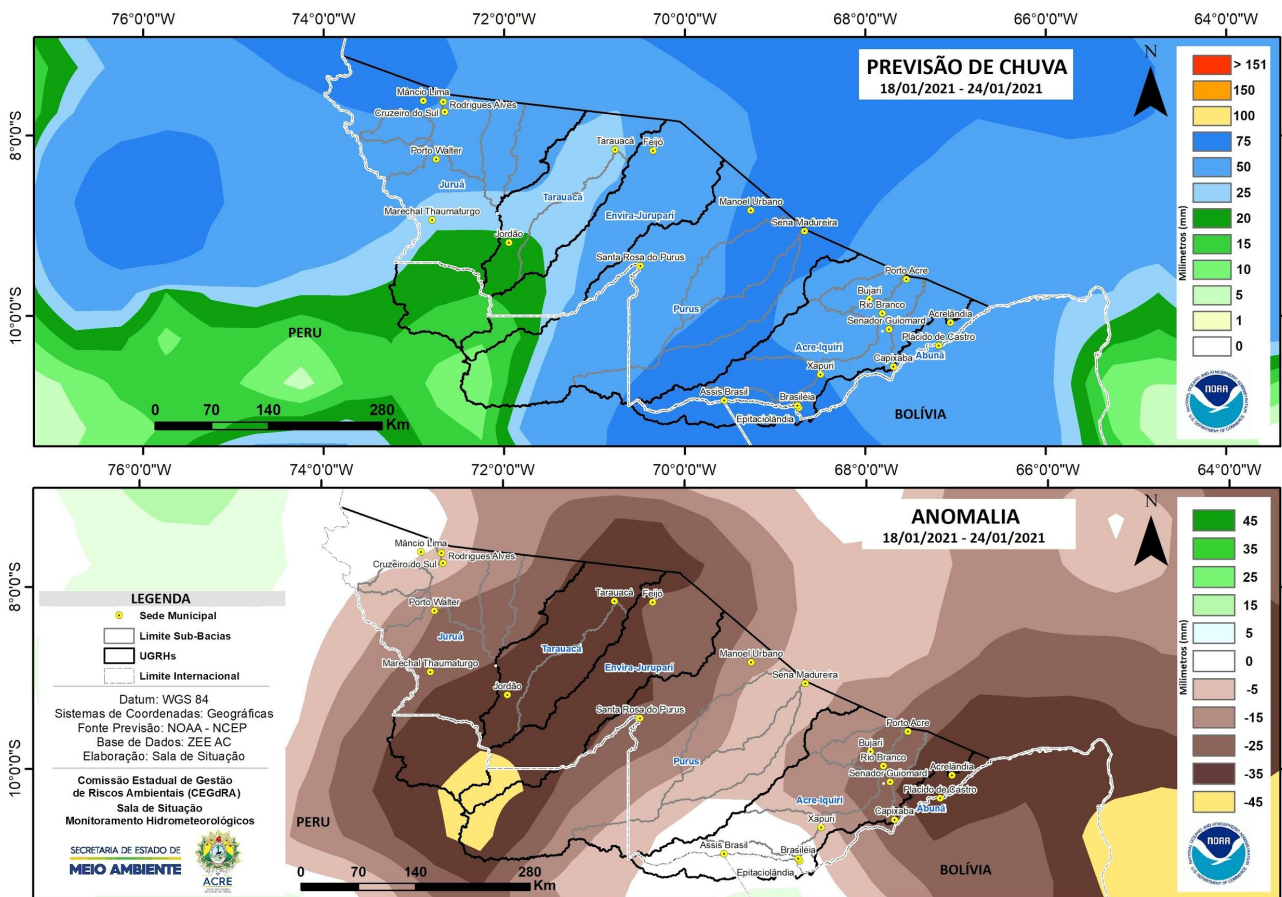 76°0'0"W 74°0'0"W 72°0'0"W 70°0'0"W 68°0'0"W 66°0'0"W 64°0'0"W
PREVISÃO DE CHUVA
18/01/2021 - 24/01/2021
N
Milímetros (mm)
> 151
150
100
75
50
25
20
15
10
5
1
0
NOAA
8°0'0"S
10°0'0"S
Mâncio Lima
Rodrigues Alves
Cruzeiro do Sul
Porto Walter
Juruá
Marechal Thaumaturgo
Jordão
Tarauacá
Feijó
Tarauacá
Envira-Jurupari
Santa Rosa do Purus
Manoel Urbano
Sena Madureira
Purus
Porto Acre
Bujari
Rio Branco
Senador Guiomard
Acrelândia
Plácido de Castro
Abunã
Acre-Iquiri
Capixaba
Xapuri
Assis Brasil
Brasiléia
Epitaciolândia
PERU
BOLÍVIA
0 70 140 280
Km
76°0'0"W 74°0'0"W 72°0'0"W 70°0'0"W 68°0'0"W 66°0'0"W 64°0'0"W
ANOMALIA
18/01/2021 - 24/01/2021
N
Milímetros (mm)
45
35
25
15
5
0
-5
-15
-25
-35
-45
NOAA
8°0'0"S
10°0'0"S
Mâncio Lima
Rodrigues Alves
Cruzeiro do Sul
Porto Walter
Juruá
Marechal Thaumaturgo
Jordão
Tarauacá
Feijó
Tarauacá
Envira-Jurupari
Santa Rosa do Purus
Manoel Urbano
Sena Madureira
Purus
Porto Acre
Bujari
Rio Branco
Senador Guiomard
Acrelândia
Plácido de Castro
Abunã
Acre-Iquiri
Capixaba
Xapuri
Assis Brasil
Brasiléia
Epitaciolândia
PERU
BOLÍVIA
0 70 140 280
Km
LEGENDA
Sede Municipal
Limite Sub-Bacias
UGRHs
Limite Internacional
Datum: WGS 84
Sistemas de Coordenadas: Geográficas
Fonte Previsão: NOAA - NCEP
Base de Dados: ZEE AC
Elaboração: Sala de Situação
Comissão Estadual de Gestão
de Riscos Ambientais (CEGdRA)
Sala de Situação
Monitoramento Hidrometeorológicos
SECRETARIA DE ESTADO DE
MEIO AMBIENTE
ACRE